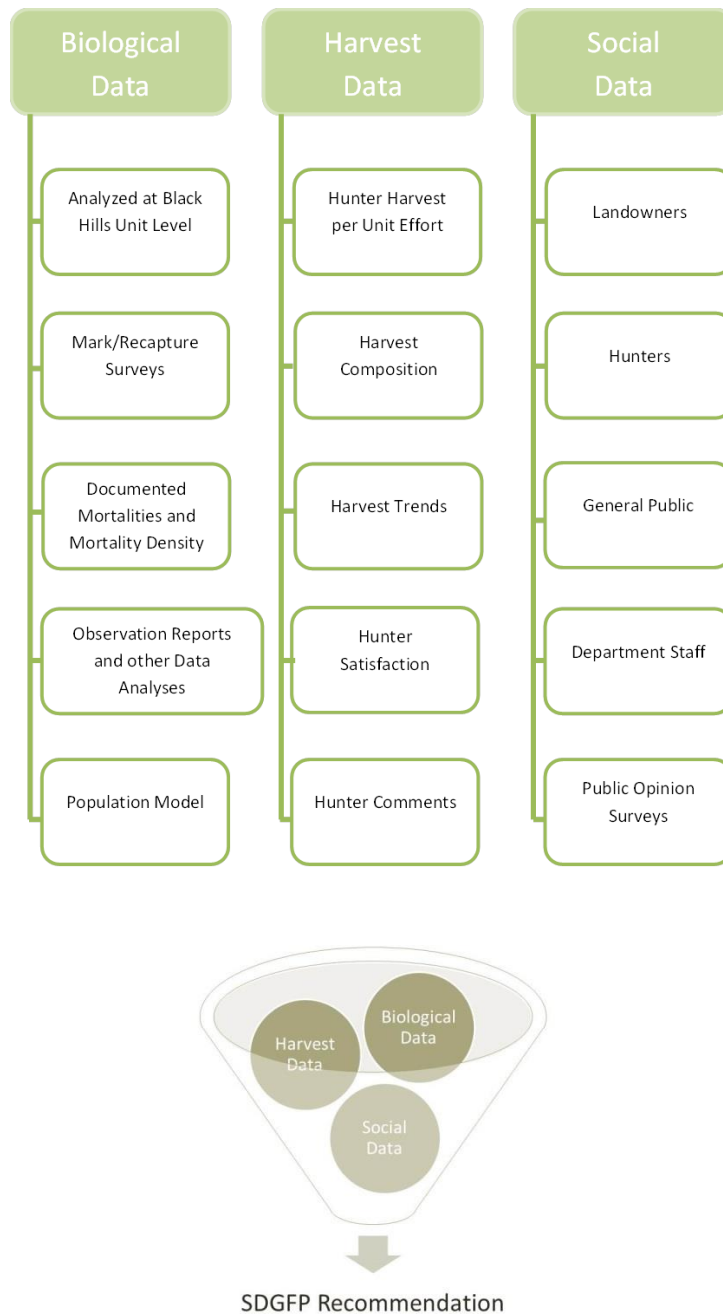 Biological
Data
Analyzed at Black
Hills Unit Level
Mark/Recapture
Surveys
Documented
Mortalities and
Mortality Density
Observation Reports
and other Data
Analyses
Population Model
Harvest
Data
Hunter Harvest
per Unit Effort
Harvest
Composition
Harvest Trends
Hunter
Satisfaction
Hunter Comments
Social
Data
Landowners
Hunters
General Public
Department Staff
Public Opinion
Surveys
Harvest
Data
Biological
Data
Social
Data
SDGFP Recommendation